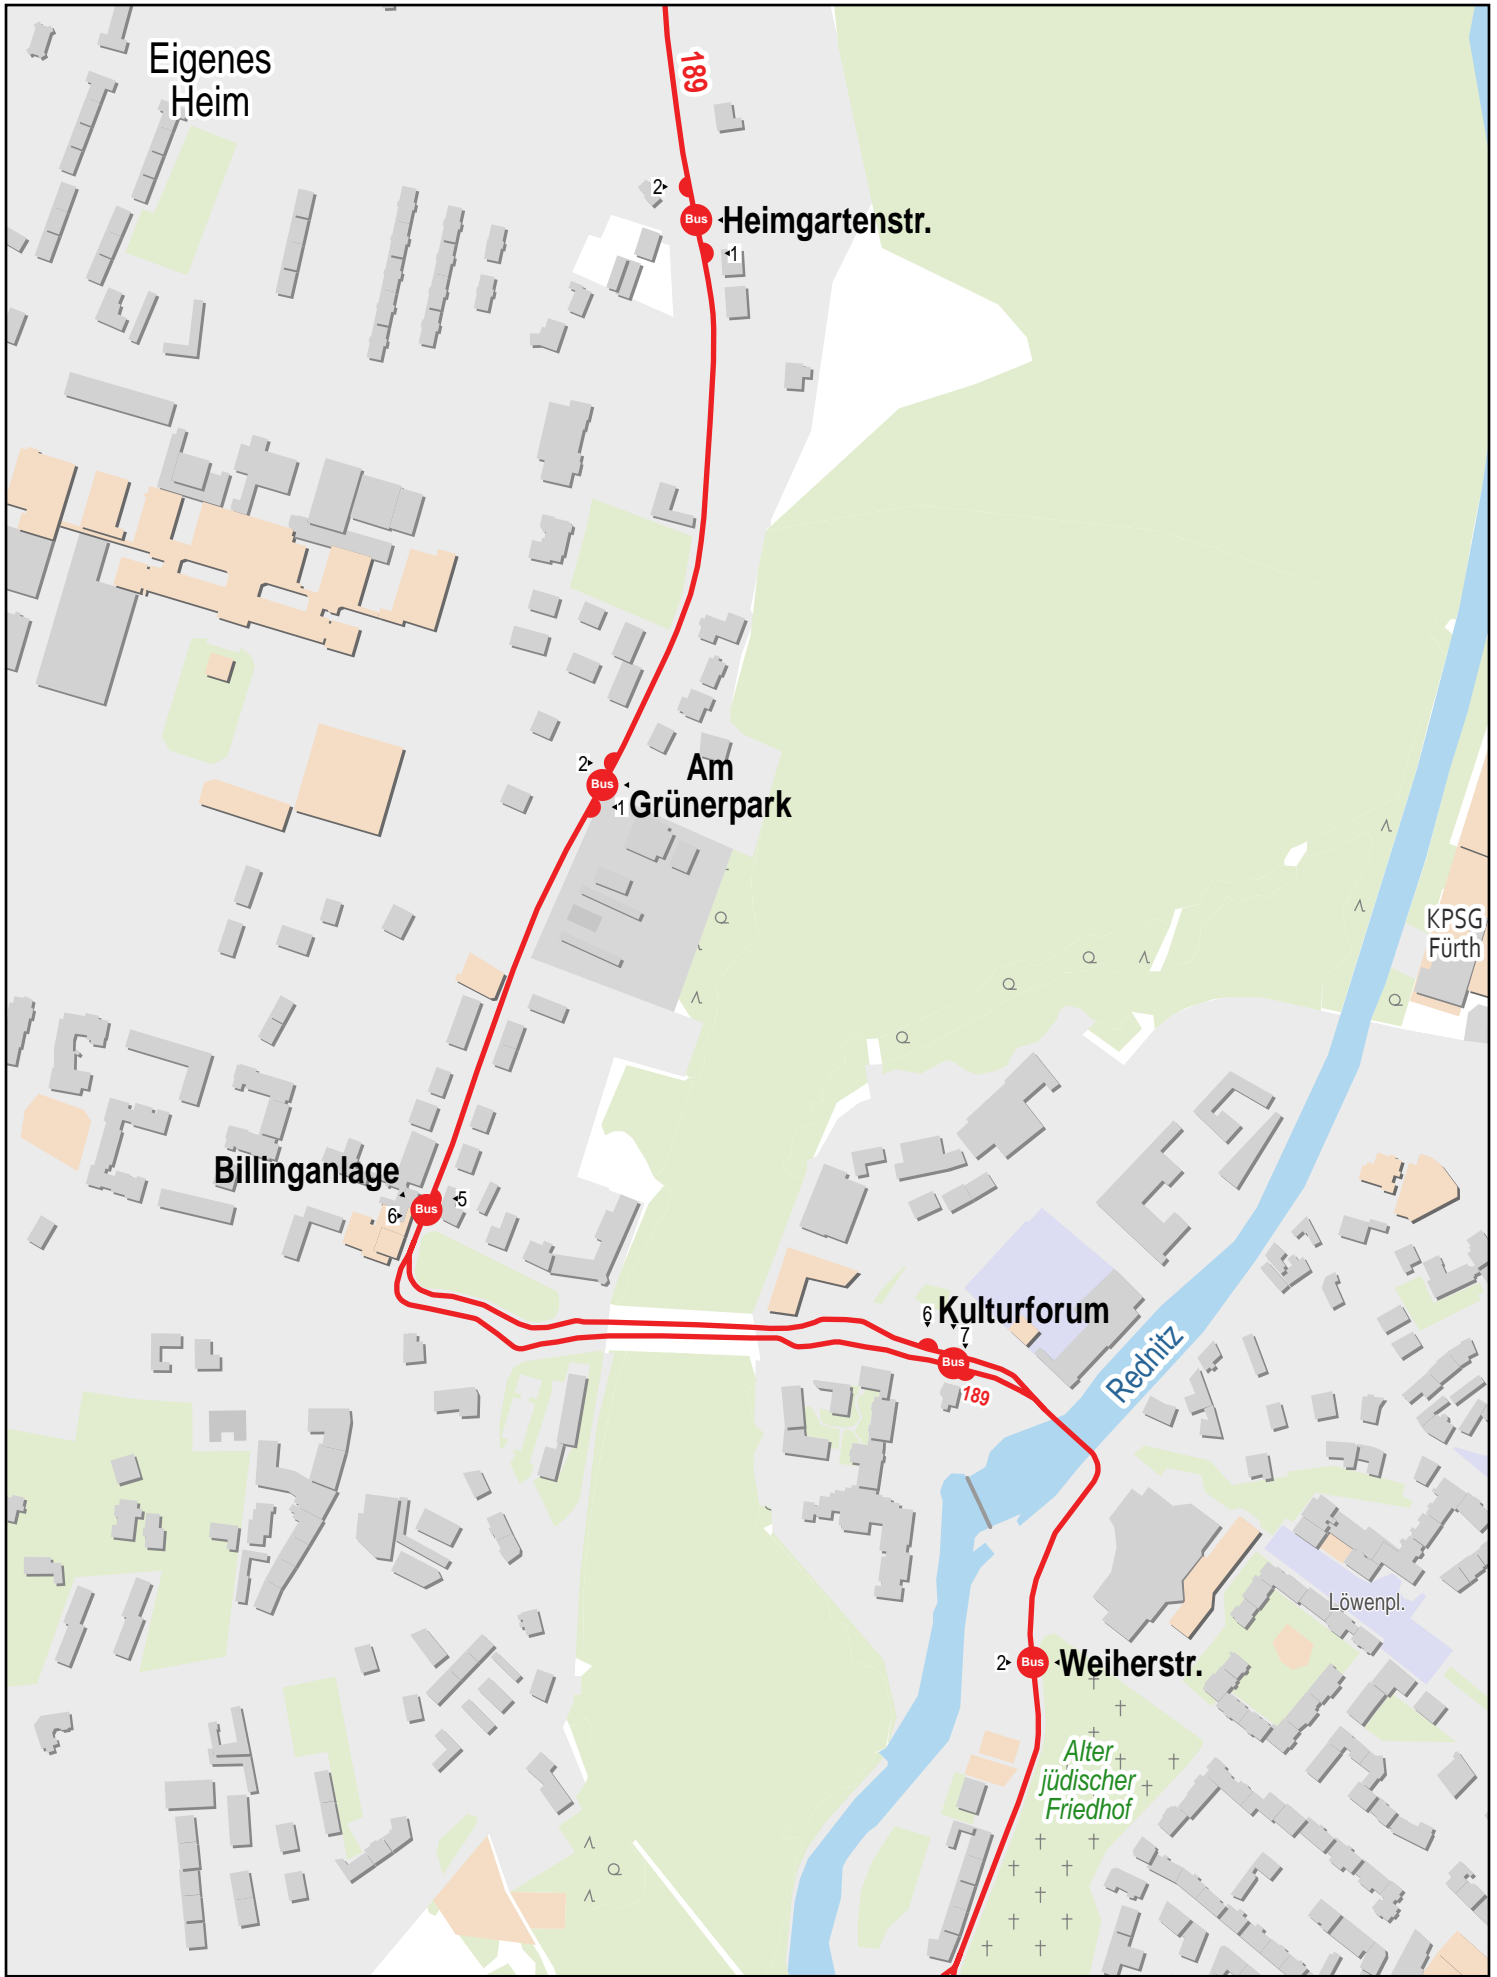 Eigenes
Heim
189
2
Bus
Heimgartenstr.
1
2
Bus
Am
Grünerpark
1
KPSG
Fürth
Billinganlage
5
6
Bus
6
Kulturforum
7
Bus
189
Rednitz
Löwenpl.
2
Bus
Weiherstr.
Alter
jüdischer
Friedhof